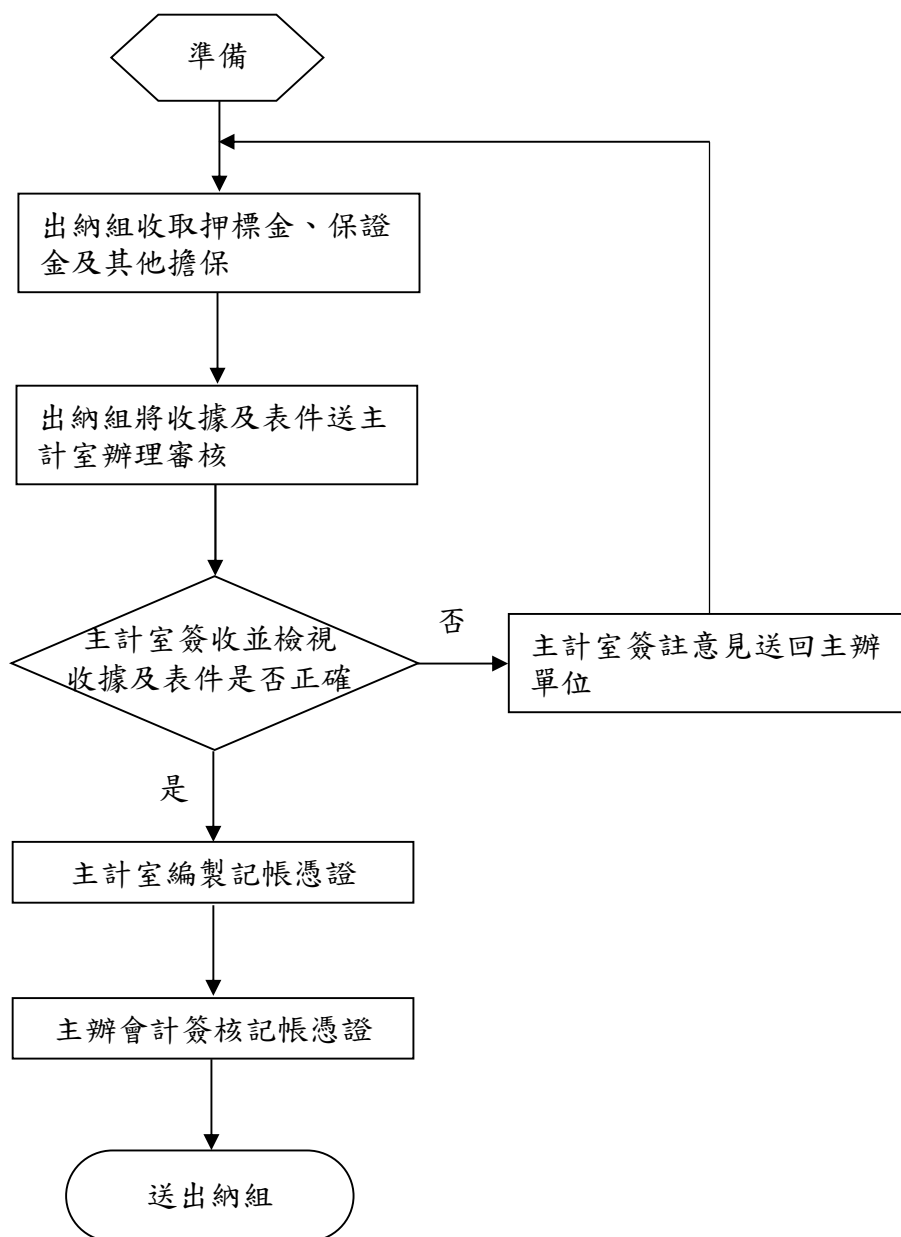 準備
出納組收取押標金、保證
金及其他擔保
出納組將收據及表件送主
計室辦理審核
主計室簽收並檢視
收據及表件是否正確
否
主計室簽註意見送回主辦
單位
是
主計室編製記帳憑證
主辦會計簽核記帳憑證
送出納組